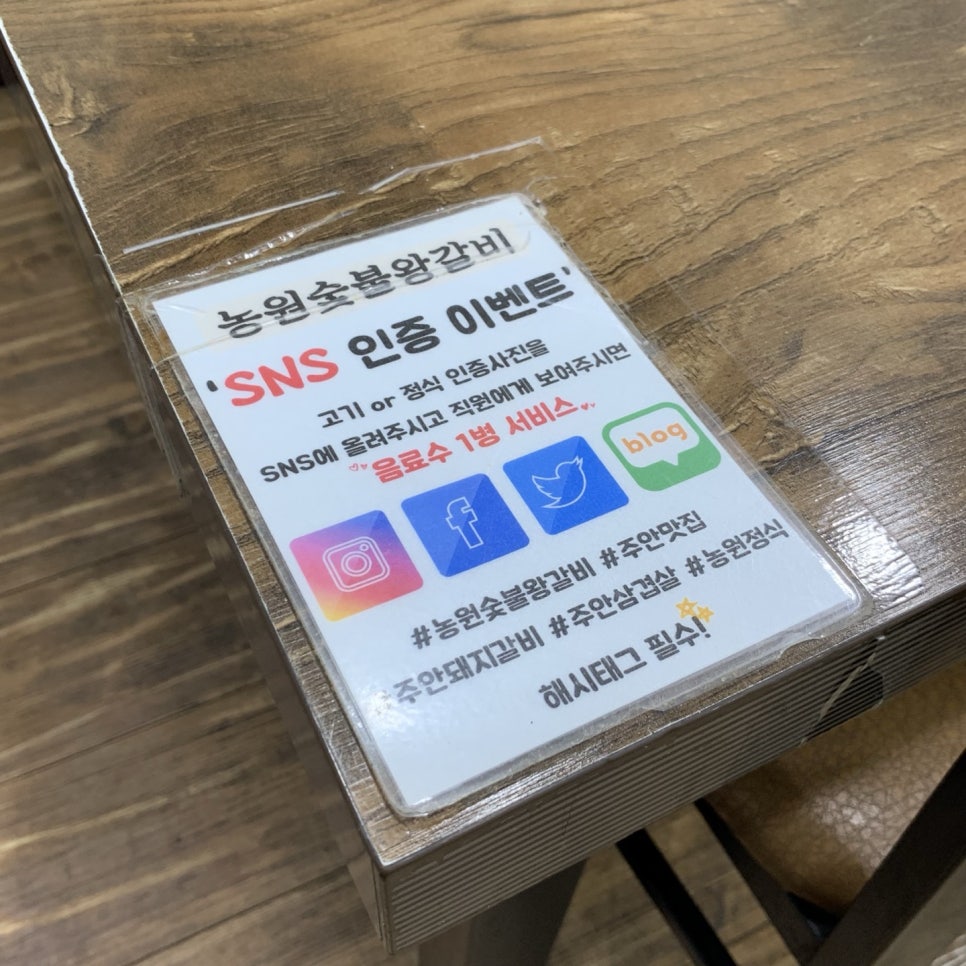 농원숯불왕갈비
'SNS 인증 이벤트'
고기 or 정식 인증사진을
SNS에 올려주시고 직원에게 보여주시면
음료수 1병 서비스
blog
#농원숯불왕갈비 #주안맛집
#주안돼지갈비 #주안삼겹살 #농원정식
해시태그 필수!